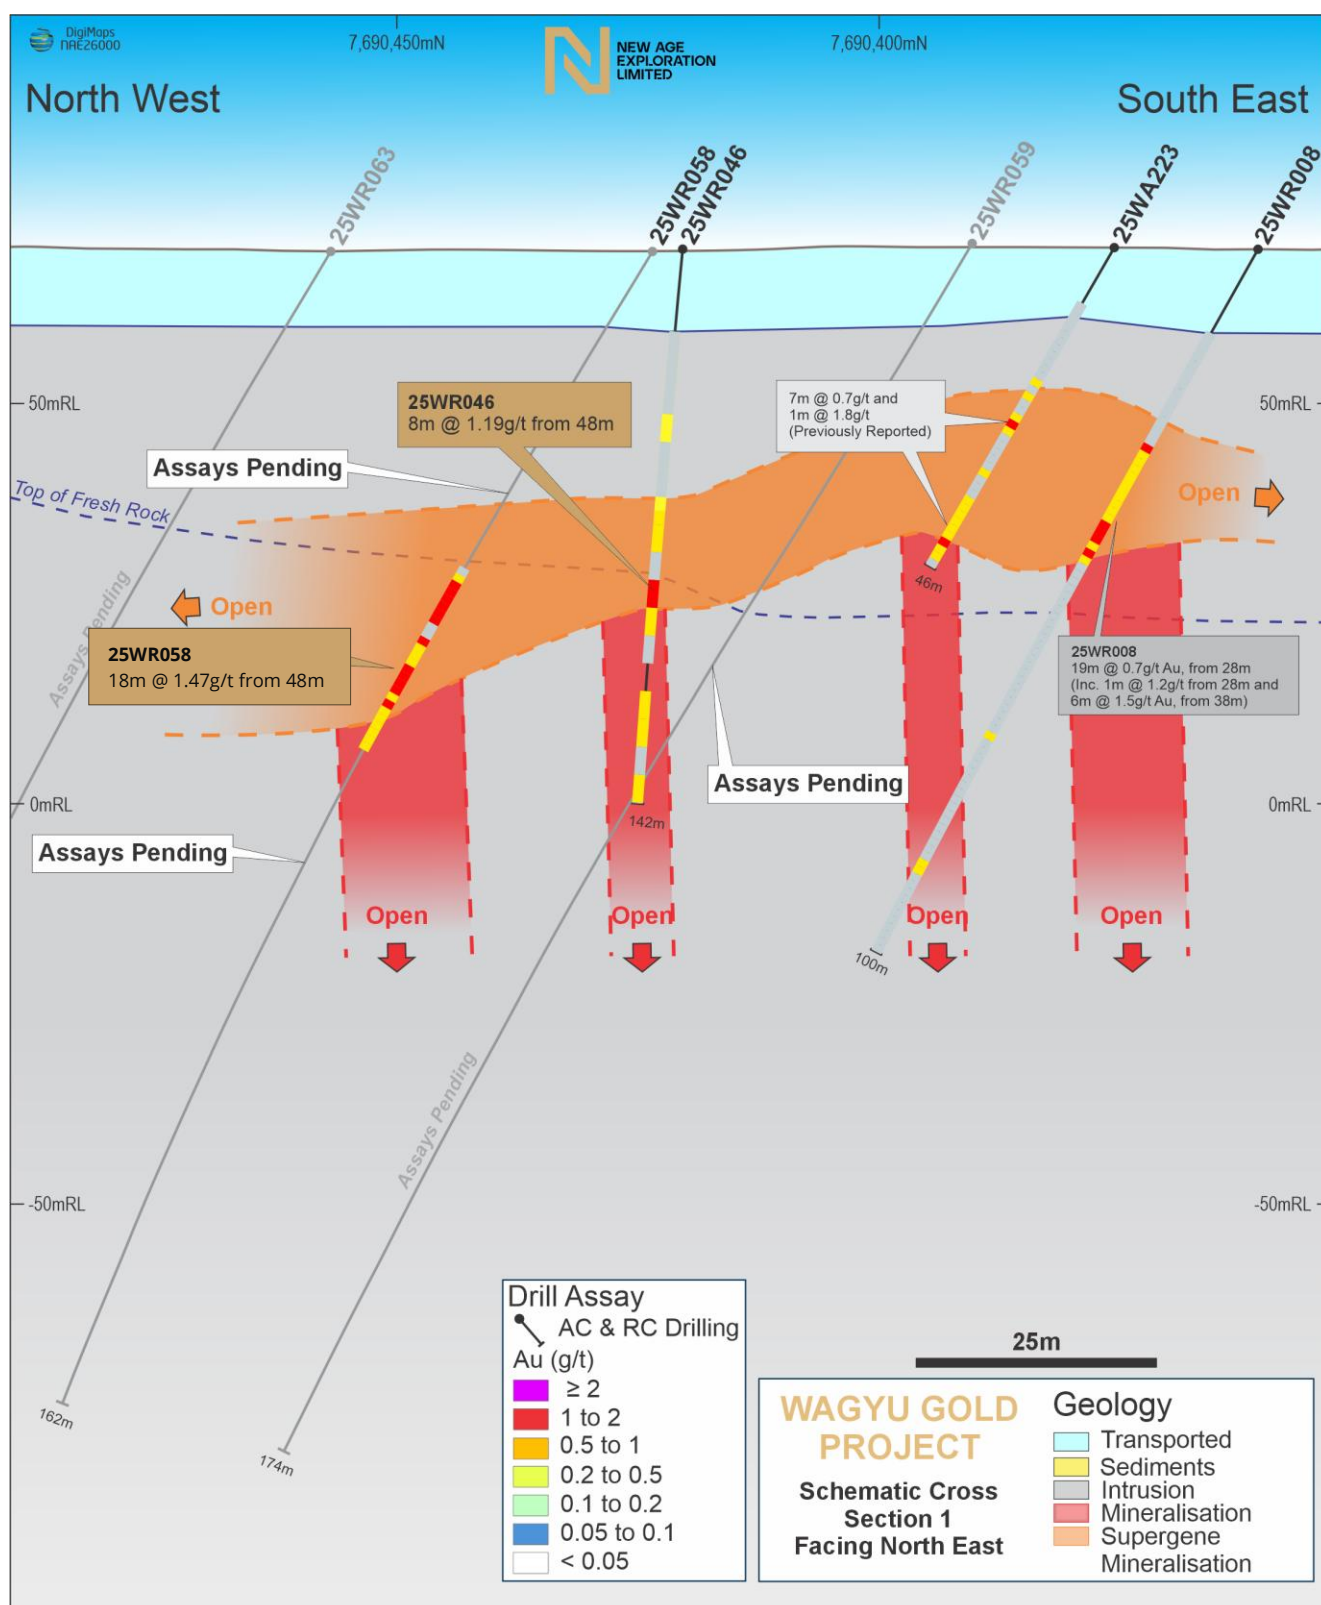 DigiMaps
NAE26000
7,690,450mN
NEW AGE
EXPLORATION
LIMITED
7,690,400mN
North West
South East
25WR063
25WR058
25WR046
25WR059
25WA223
25WR008
50mRL
50mRL
25WR046
8m @ 1.19g/t from 48m
7m @ 0.7g/t and
1m @ 1.8g/t
(Previously Reported)
Assays Pending
Top of Fresh Rock
Open
Open
Assays Pending
46m
25WR058
18m @ 1.47g/t from 48m
25WR008
19m @ 0.7g/t Au, from 28m
(Inc. 1m @ 1.2g/t from 28m and
6m @ 1.5g/t Au, from 38m)
Assays Pending
0mRL
0mRL
142m
Assays Pending
Open
Open
Open
Open
100m
Assays Pending
-50mRL
-50mRL
162m
174m
Drill Assay
AC & RC Drilling
Au (g/t)
≥ 2
1 to 2
0.5 to 1
0.2 to 0.5
0.1 to 0.2
0.05 to 0.1
< 0.05
25m
WAGYU GOLD
PROJECT
Schematic Cross
Section 1
Facing North East
Geology
Transported
Sediments
Intrusion
Mineralisation
Supergene
Mineralisation